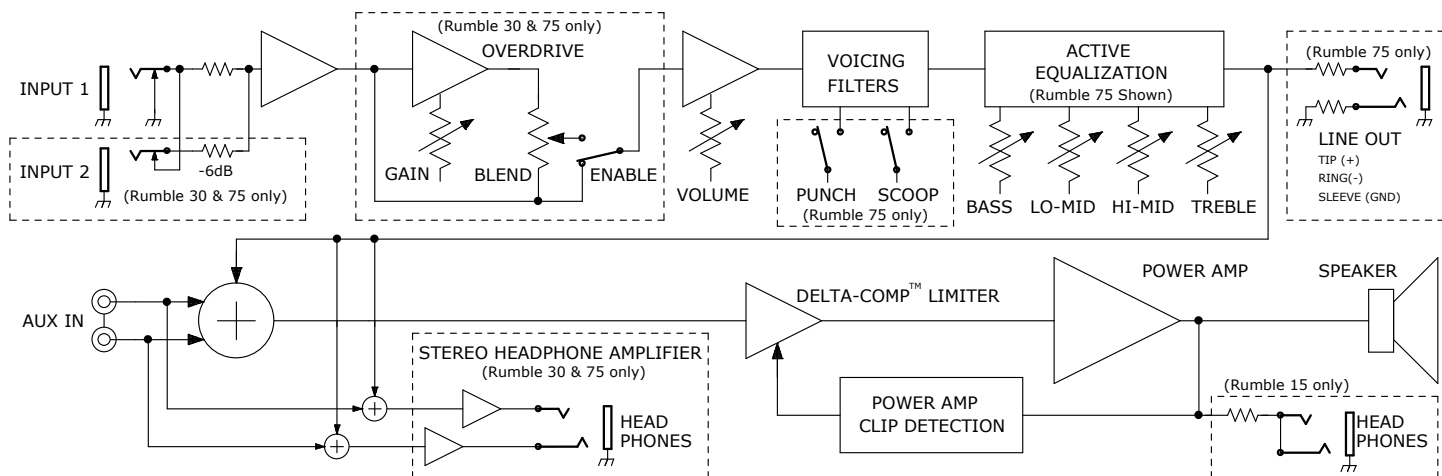 (Rumble 30 & 75 only)
OVERDRIVE
INPUT 1
INPUT 2
-6dB
(Rumble 30 & 75 only)
GAIN
BLEND
ENABLE
VOLUME
VOICING
FILTERS
PUNCH
SCOOP
(Rumble 75 only)
ACTIVE
EQUALIZATION
(Rumble 75 Shown)
BASS
LO-MID
HI-MID
TREBLE
(Rumble 75 only)
LINE OUT
TIP (+)
RING(-)
SLEEVE (GND)
AUX IN
STEREO HEADPHONE AMPLIFIER
(Rumble 30 & 75 only)
HEAD
PHONES
DELTA-COMP™ LIMITER
POWER AMP
CLIP DETECTION
POWER AMP
SPEAKER
(Rumble 15 only)
HEAD
PHONES